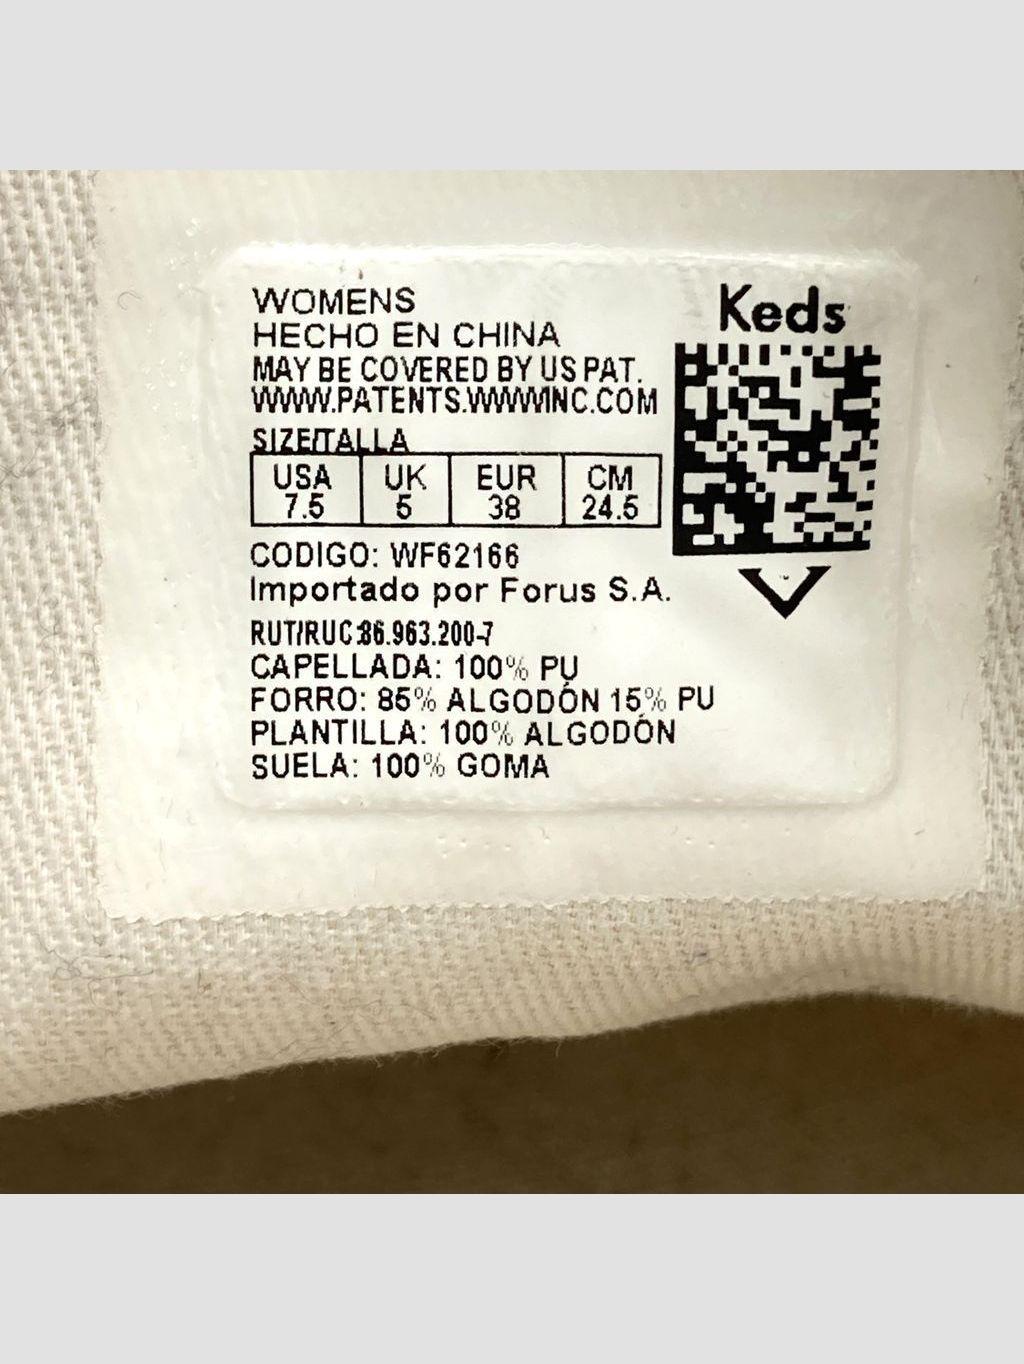 Keds
WOMENS
HECHO EN CHINA
MAY BE COVERED BY US PAT.
WWW.PATENTS.WWWINC.COM
SIZE/TALLA
USA UK EUR CM
7.5 5 38 24.5
CODIGO: WF62166
Importado por Forus S.A.
RUT/RUC:86.963.200-7
CAPELLADA: 100% PU
FORRO: 85% ALGODÓN 15% PU
PLANTILLA: 100% ALGODÓN
SUELA: 100% GOMA